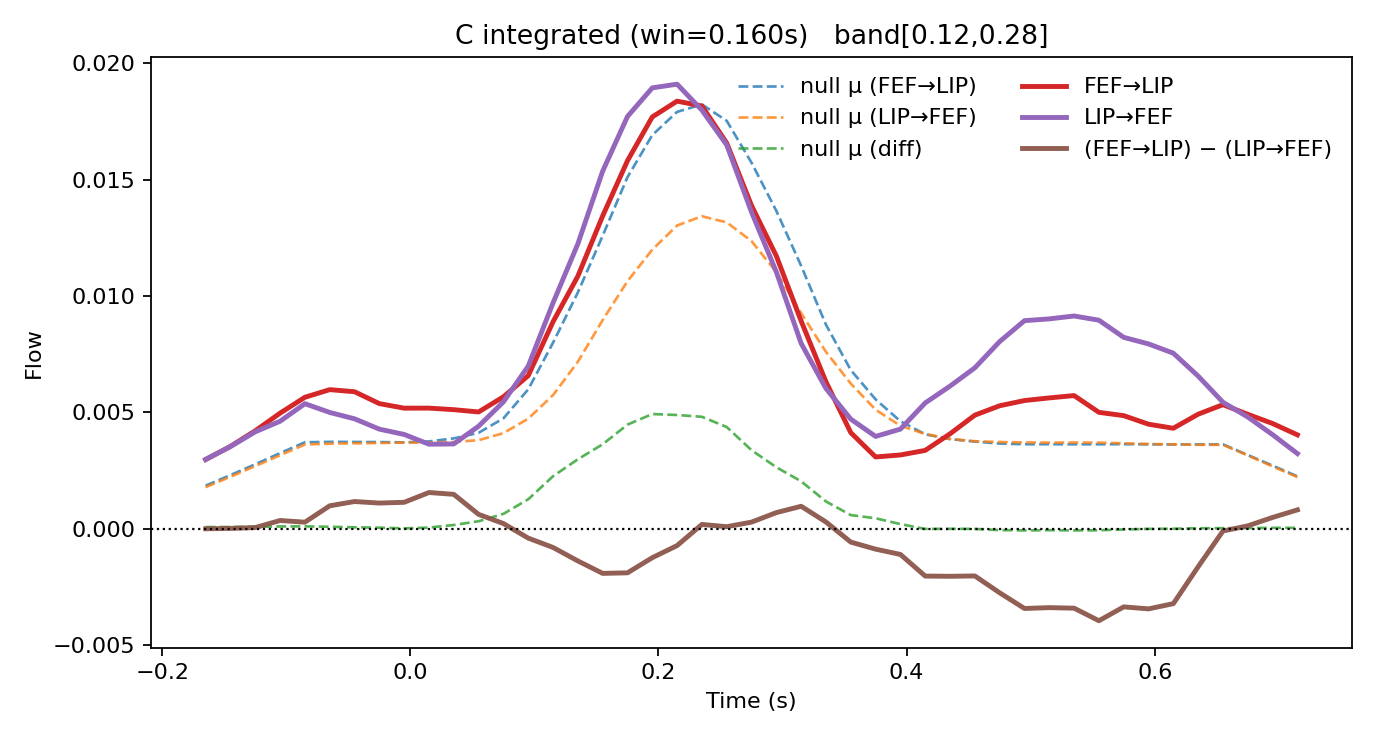 C integrated (win=0.160s)   band[0.12,0.28]
null μ (FEF→LIP)
null μ (LIP→FEF)
null μ (diff)
FEF→LIP
LIP→FEF
(FEF→LIP) − (LIP→FEF)
Flow
0.020
0.015
0.010
0.005
0.000
−0.005
−0.2
0.0
0.2
0.4
0.6
Time (s)